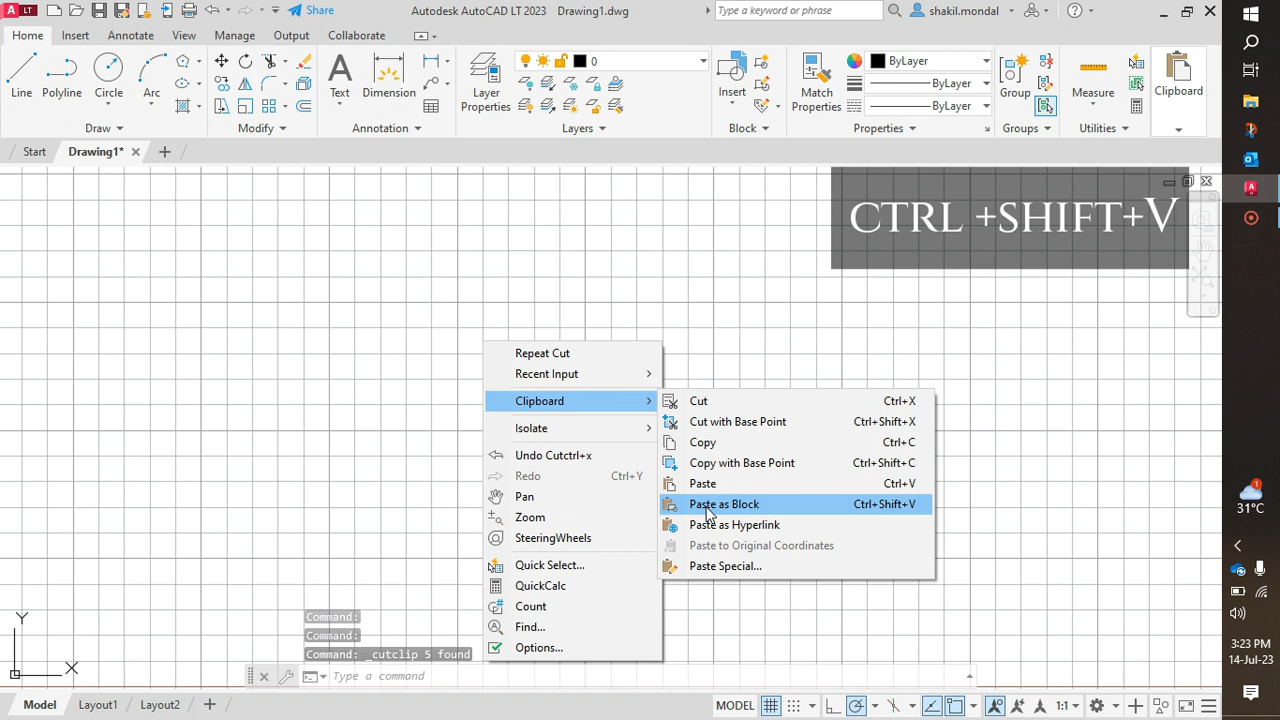 LT
Share
Autodesk AutoCAD LT 2023 Drawing1.dwg
Type a keyword or phrase
shakil.mondal
Home Insert Annotate View Manage Output Collaborate
Line
Polyline
Circle
Arc
Draw
Modify
Text
Dimension
Annotation
Layer Properties
0
Layers
Insert
Block
Match Properties
ByLayer
ByLayer
ByLayer
Properties
Group
Groups
Measure
Utilities
Clipboard
Start Drawing1*
CTRL +SHIFT+V
Repeat Cut
Recent Input
Clipboard
Isolate
Undo Cutctrl+x
Redo Ctrl+Y
Pan
Zoom
SteeringWheels
Quick Select...
QuickCalc
Count
Find...
Options...
Cut Ctrl+X
Cut with Base Point Ctrl+Shift+X
Copy Ctrl+C
Copy with Base Point Ctrl+Shift+C
Paste Ctrl+V
Paste as Block Ctrl+Shift+V
Paste as Hyperlink
Paste to Original Coordinates
Paste Special...
Y
X
Command:
Command:
Command: _cutclip 5 found
Type a command
Model Layout1 Layout2
MODEL
1:1
31°C
3:23 PM
14-Jul-23